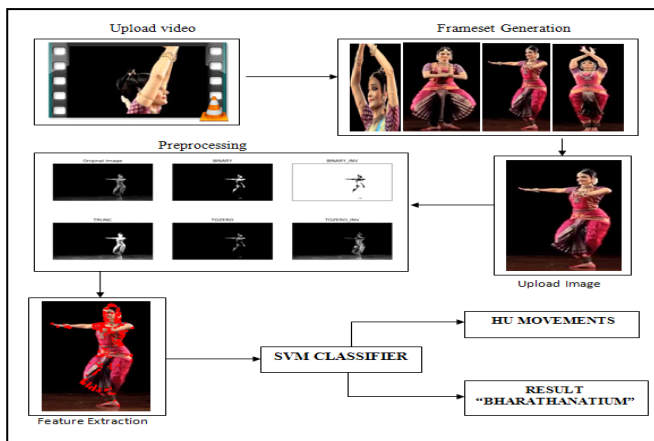 Upload video
Frameset Generation
Preprocessing
Original Image
BINARY
BINARY_INV
TRUNC
TOZERO
TOZERO_INV
Upload Image
Feature Extraction
SVM CLASSIFIER
HU MOVEMENTS
RESULT
“BHARATHANATIUM”